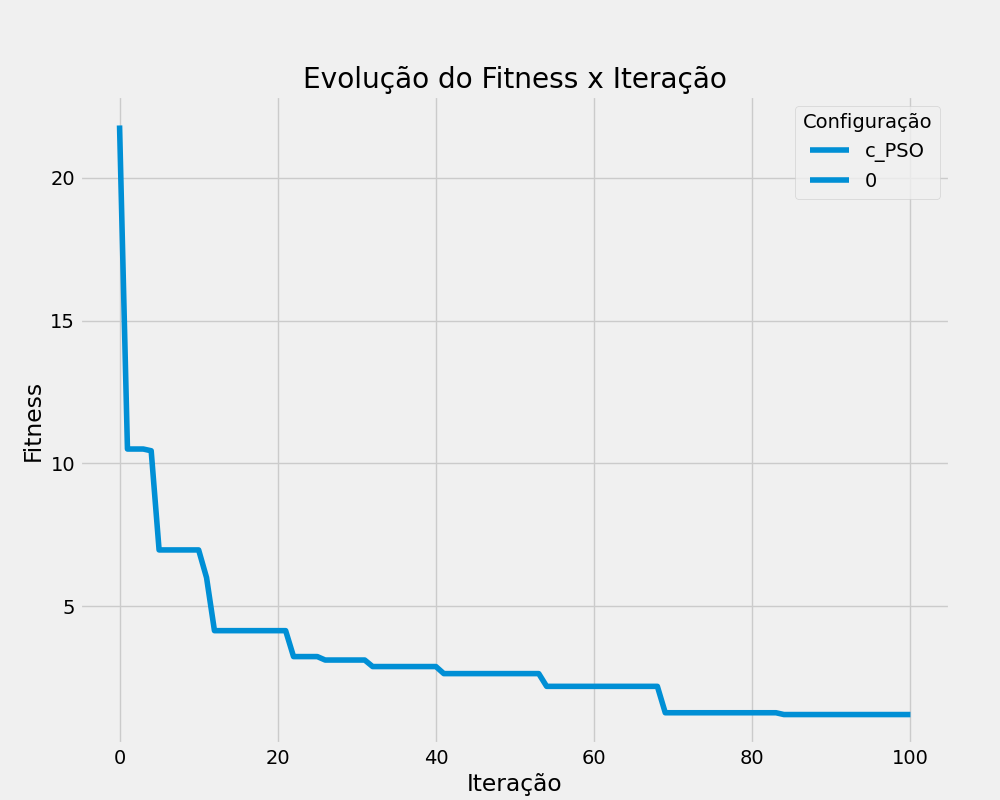 Evolução do Fitness x Iteração
Configuração
c_PSO
0
20
15
10
5
Fitness
0 20 40 60 80 100
Iteração